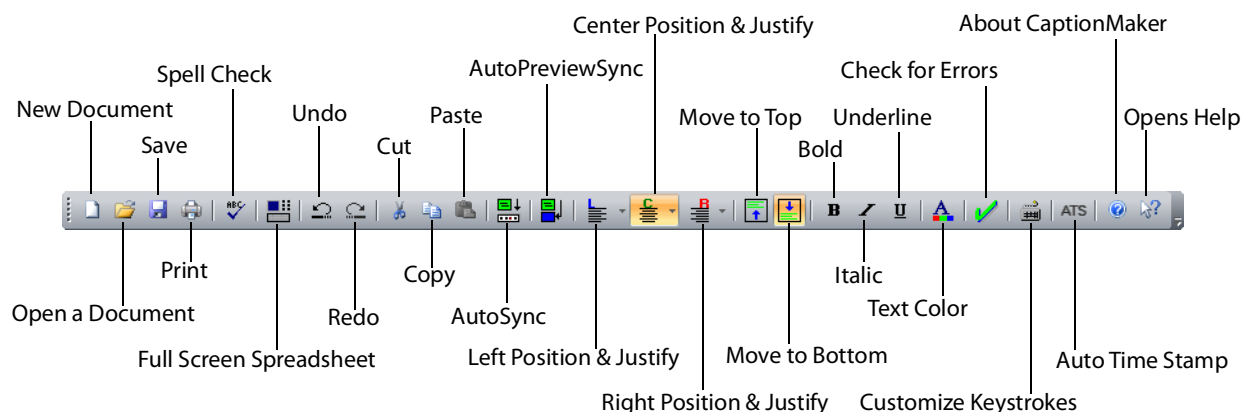 Center Position & Justify
About CaptionMaker
Spell Check
AutoPreviewSync
Check for Errors
New Document
Undo
Paste
Move to Top
Underline
Opens Help
Save
Cut
Bold
ABC
L
C
R
B
I
U
A
ATS
?
?
Print
Copy
Italic
Open a Document
Redo
AutoSync
Text Color
Full Screen Spreadsheet
Left Position & Justify
Move to Bottom
Auto Time Stamp
Right Position & Justify
Customize Keystrokes